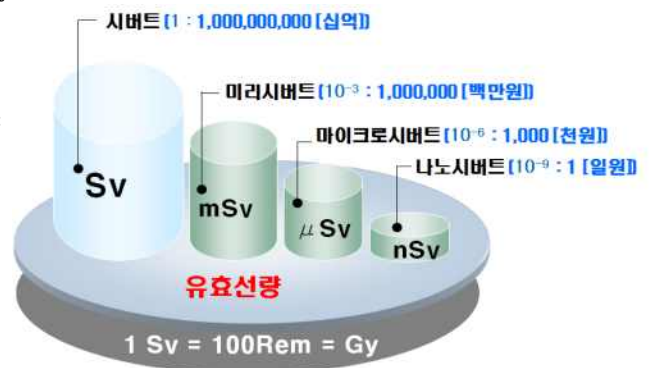 시버트(1 : 1,000,000,000 [십억])
미리시버트(10⁻³ : 1,000,000 [백만원])
마이크로시버트(10⁻⁶ : 1,000 [천원])
나노시버트(10⁻⁹ : 1 [일원])
Sv
mSv
μSv
nSv
유효선량
1 Sv = 100Rem = Gy